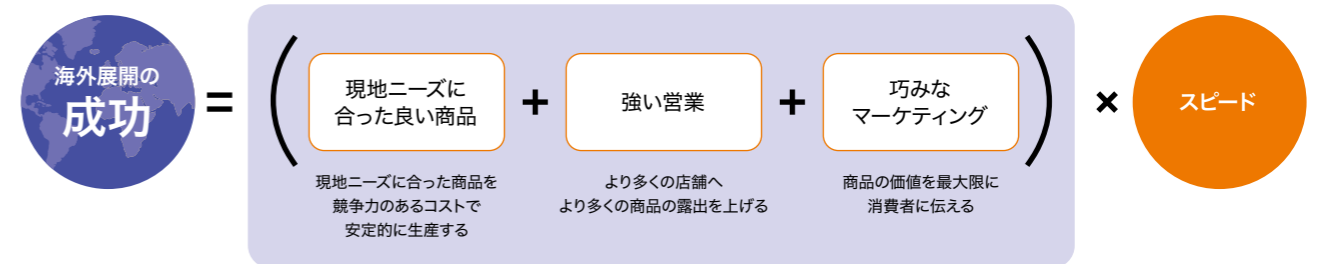 海外展開の
成功
=
(
現地ニーズに
合った良い商品
+
強い営業
+
巧みな
マーケティング
)
×
スピード
現地ニーズに合った商品を
競争力のあるコストで
安定的に生産する
より多くの店舗へ
より多くの商品の露出を上げる
商品の価値を最大限に
消費者に伝える